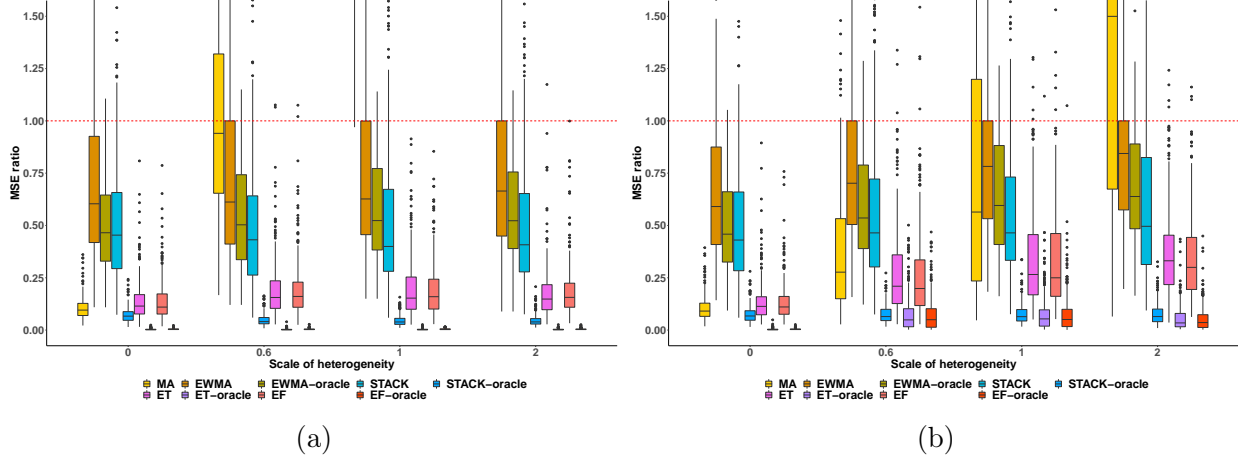 1.50
1.25
1.00
0.75
0.50
0.25
0.00
MSE ratio
0 0.6 1 2
Scale of heterogeneity
MA EWMA EWMA−oracle STACK STACK−oracle
ET ET−oracle EF EF−oracle
(a)
1.50
1.25
1.00
0.75
0.50
0.25
0.00
MSE ratio
0 0.6 1 2
Scale of heterogeneity
MA EWMA EWMA−oracle STACK STACK−oracle
ET ET−oracle EF EF−oracle
(b)